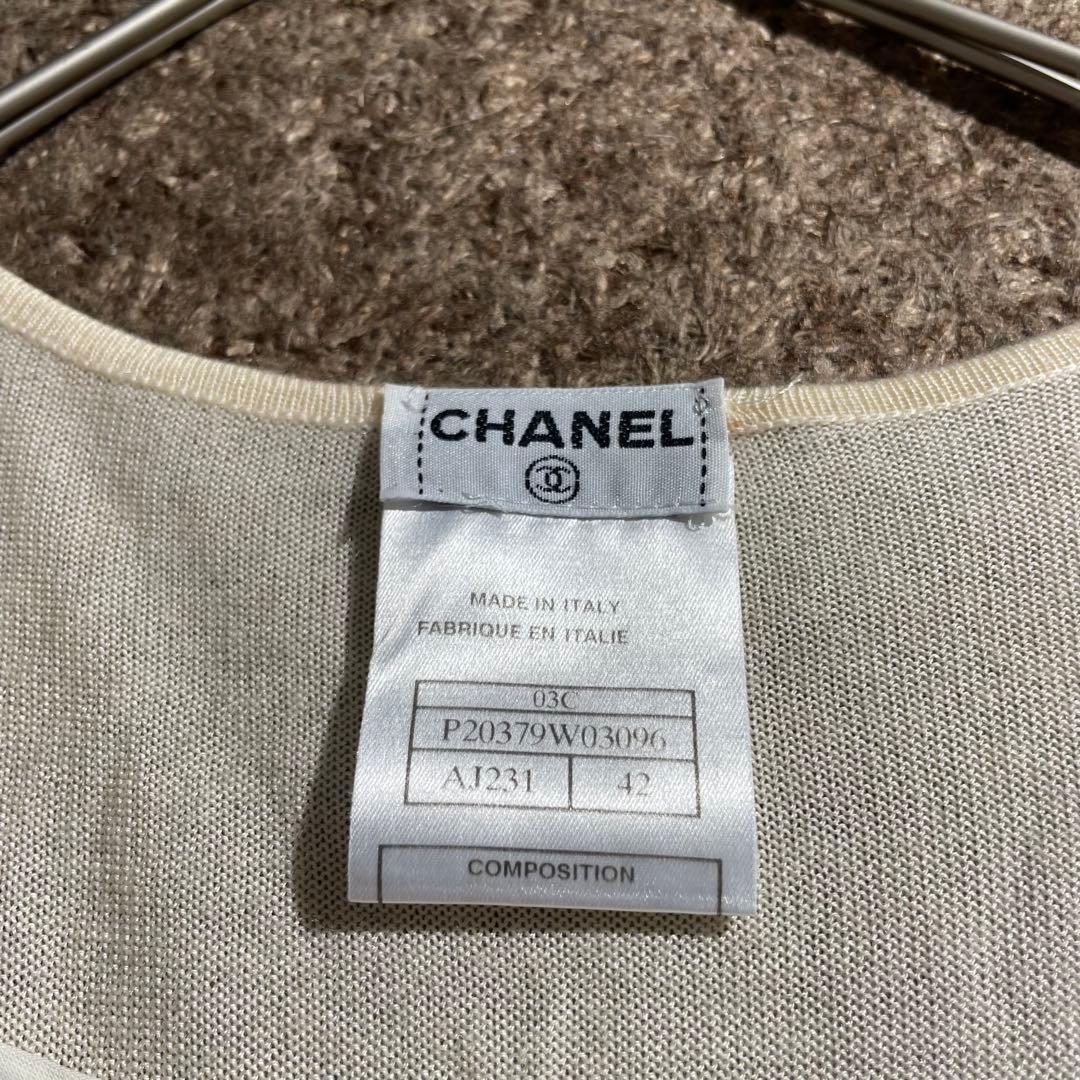 CHANEL
MADE IN ITALY
FABRIQUE EN ITALIE
03C
P20379W03096
AJ231 42
COMPOSITION